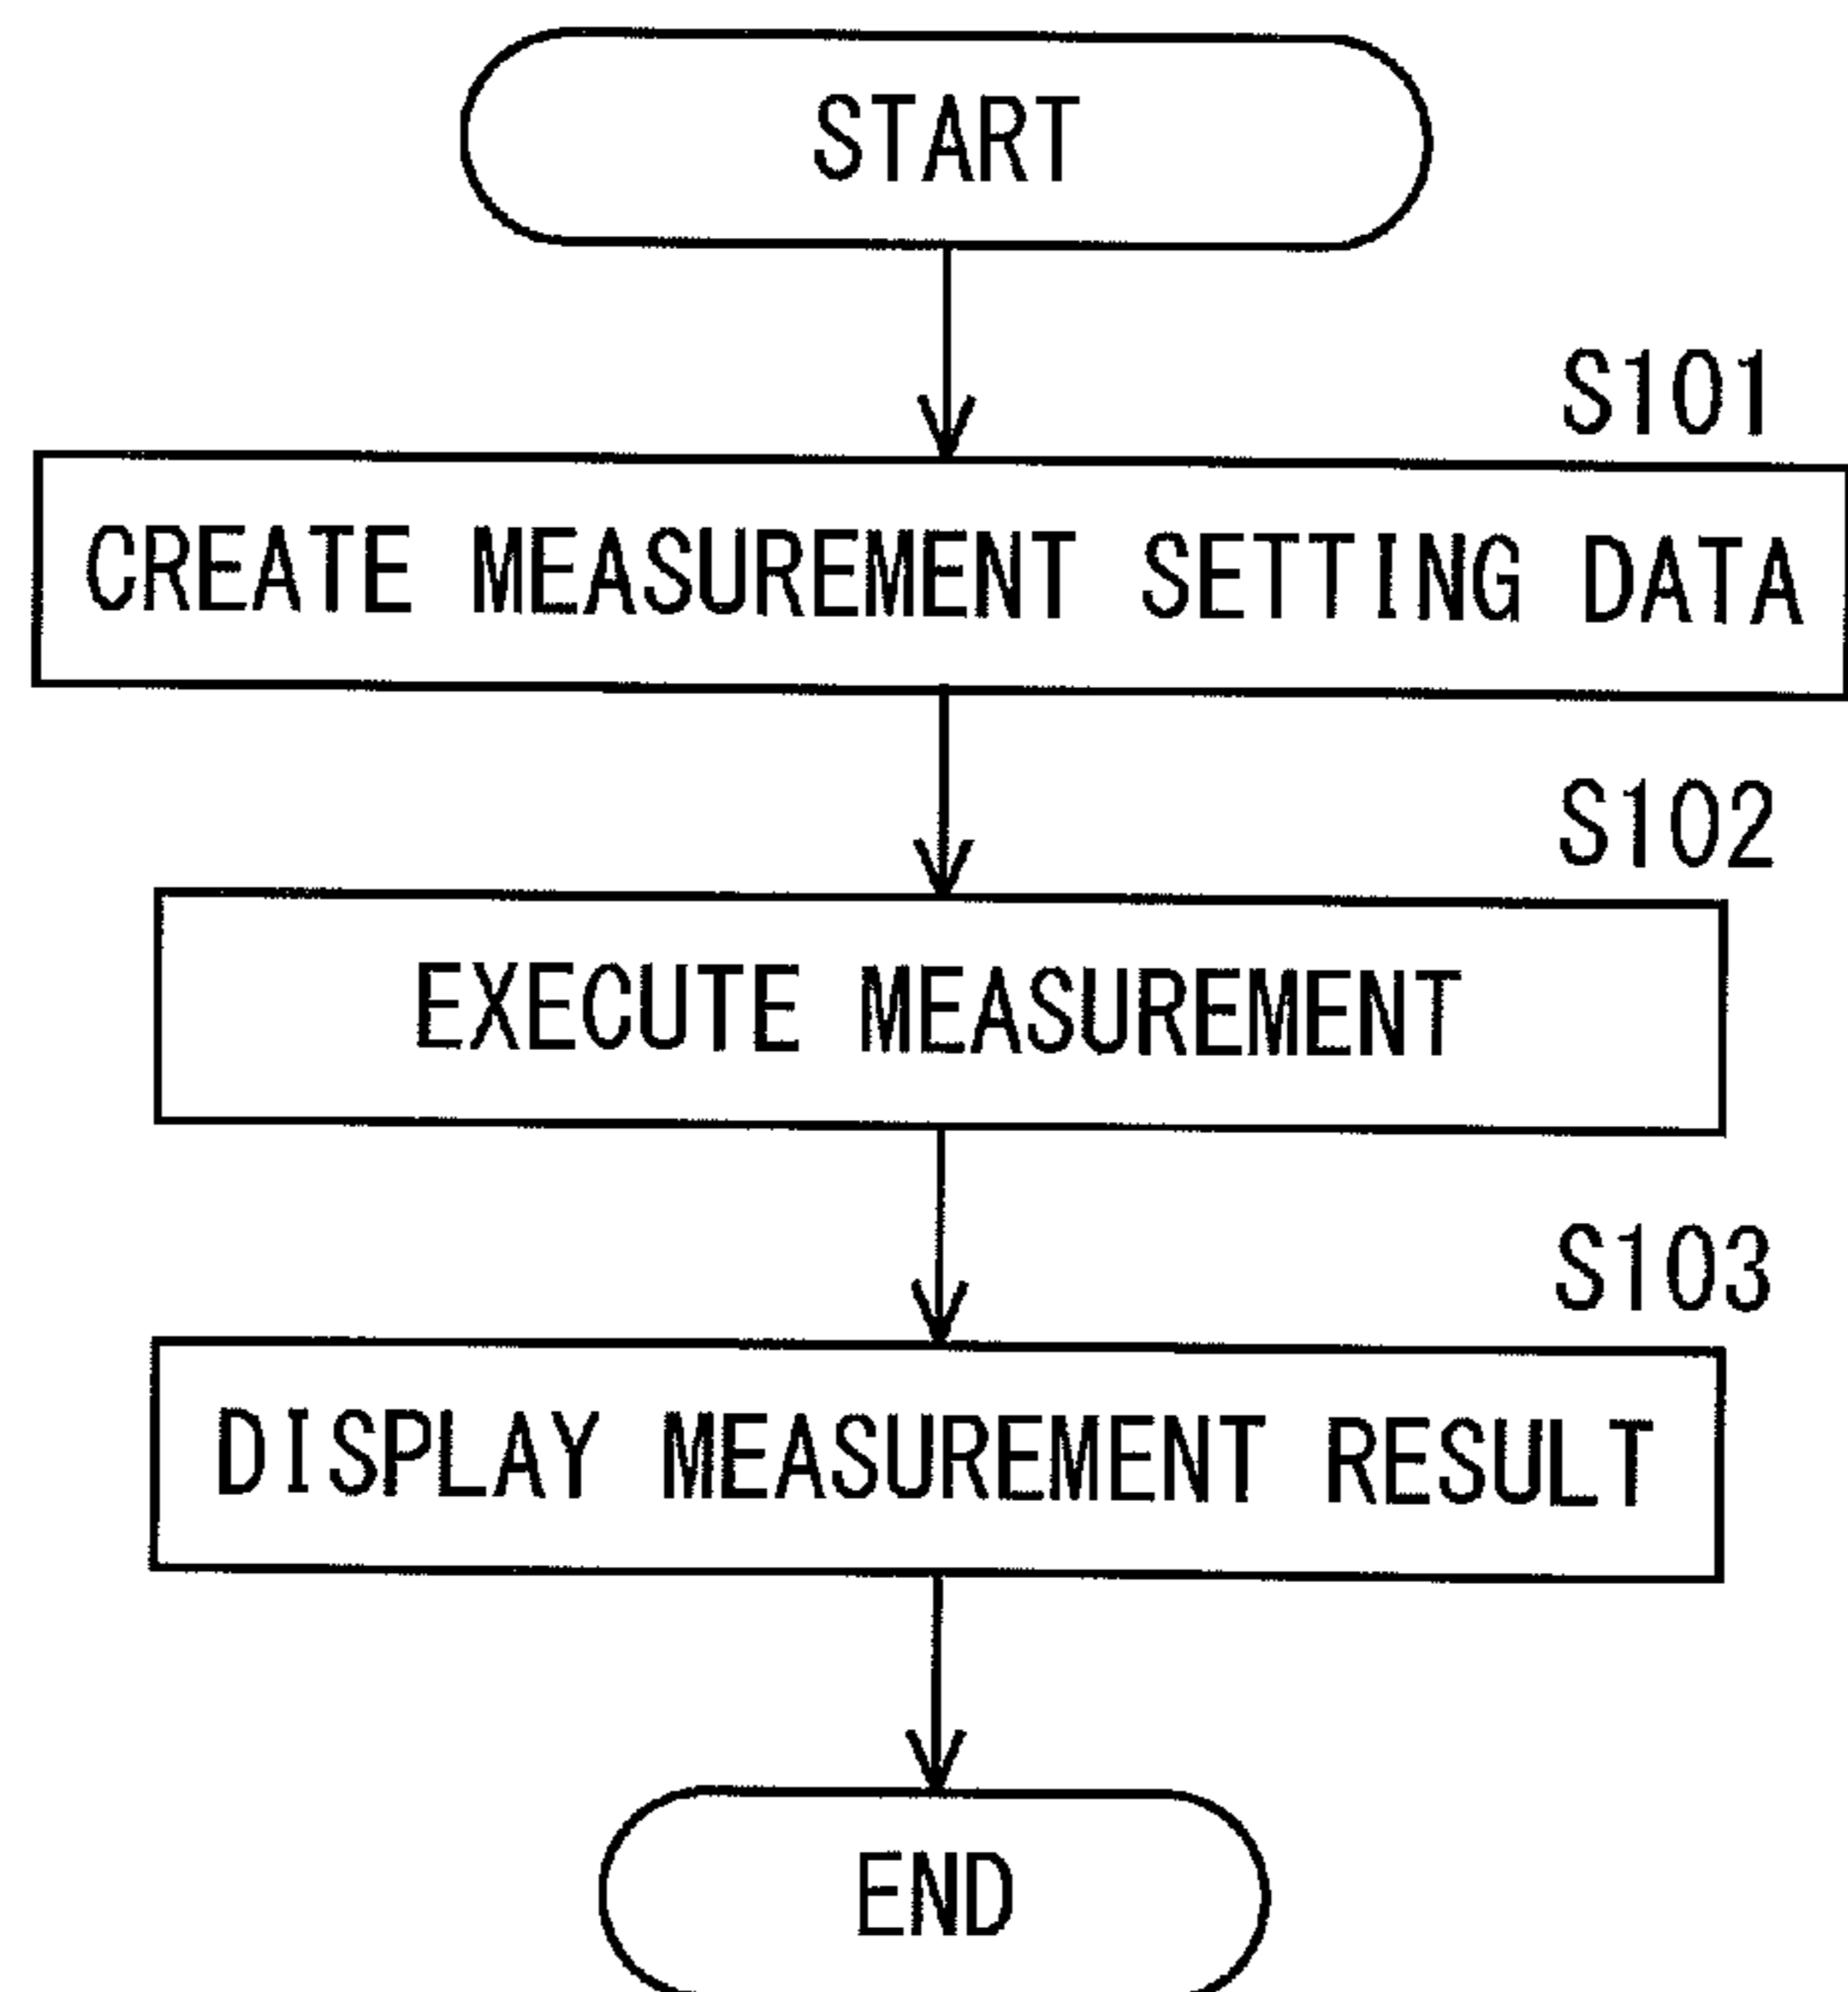 START
S101
CREATE MEASUREMENT SETTING DATA
S102
EXECUTE MEASUREMENT
S103
DISPLAY MEASUREMENT RESULT
END